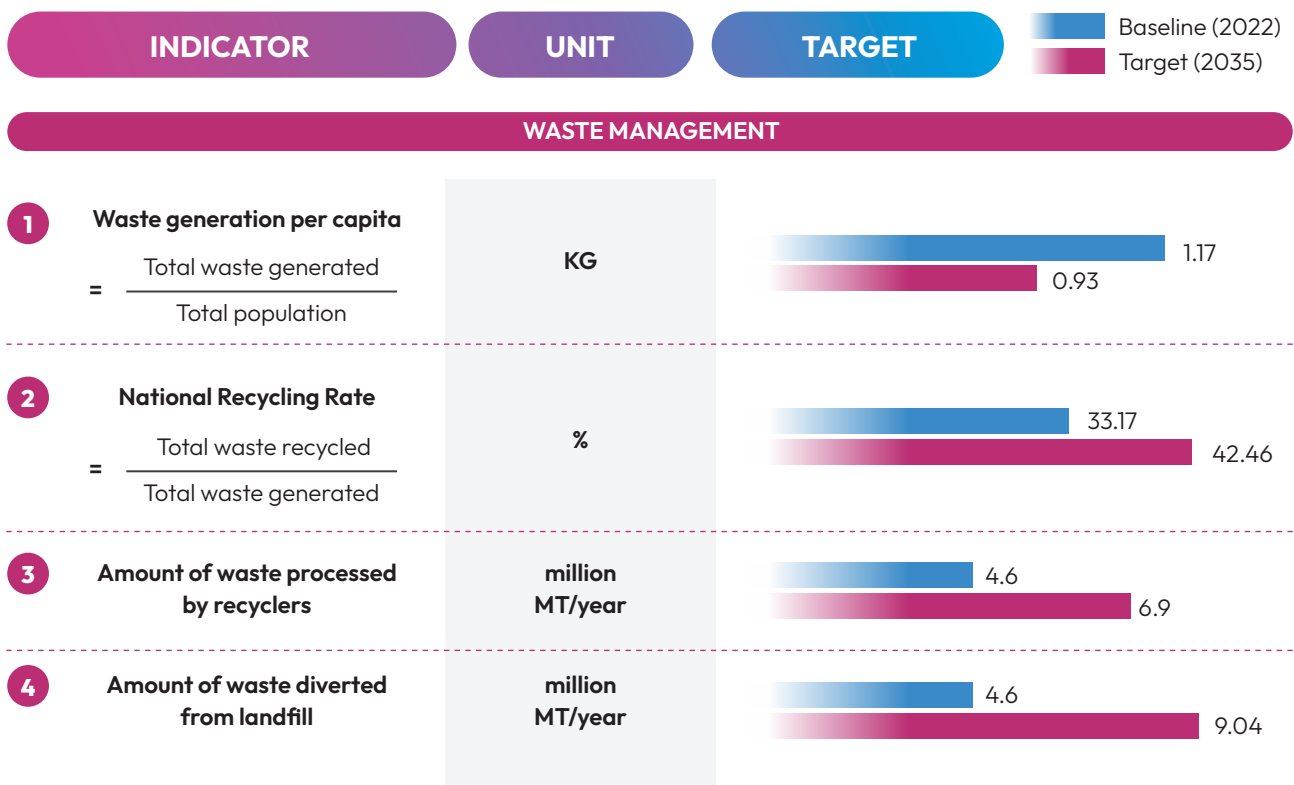 INDICATOR
UNIT
TARGET
Baseline (2022)
Target (2035)
WASTE MANAGEMENT
1
Waste generation per capita
=
Total waste generated
Total population
KG
1.17
0.93
2
National Recycling Rate
=
Total waste recycled
Total waste generated
%
33.17
42.46
3
Amount of waste processed
by recyclers
million
MT/year
4.6
6.9
4
Amount of waste diverted
from landfill
million
MT/year
4.6
9.04